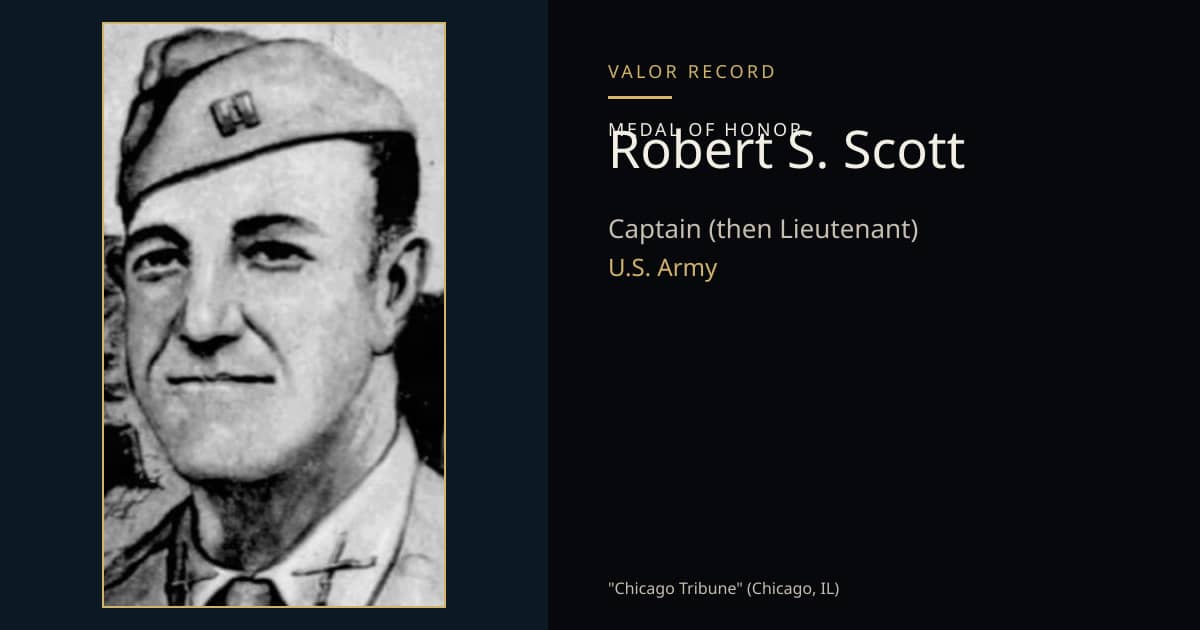 VALOR RECORD
MEDAL OF HONOR
Robert S. Scott
Captain (then Lieutenant)
U.S. Army
"Chicago Tribune" (Chicago, IL)